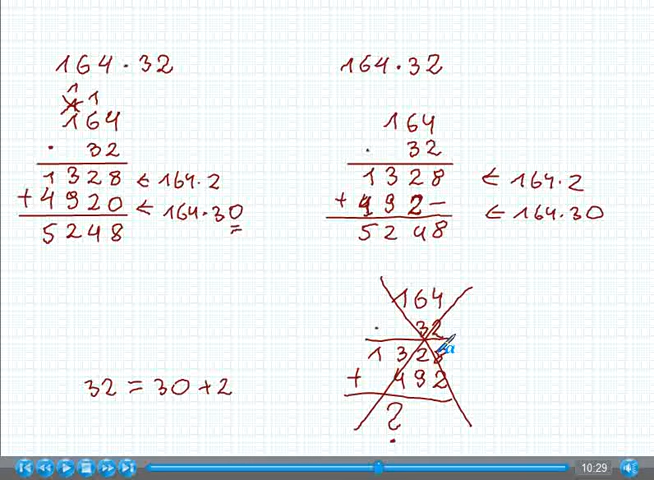 164 · 32
1
1 1
164
· 32
1328 ← 164 · 2
+ 4920 ← 164 · 30
5248
32 = 30 + 2
164 · 32
164
· 32
1328 ← 164 · 2
+ 492- ← 164 · 30
5248
164
· 32
1328
+ 492
?
10:29